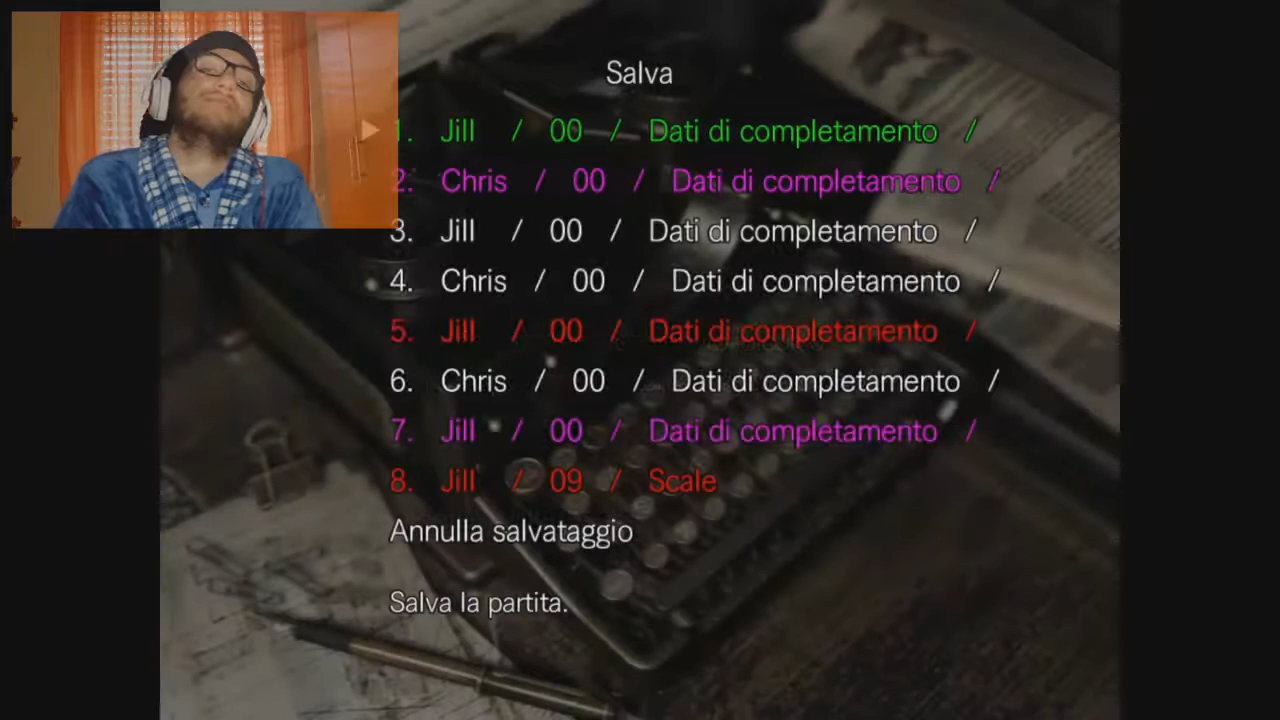 Salva
1. Jill / 00 / Dati di completamento /
2. Chris / 00 / Dati di completamento /
3. Jill / 00 / Dati di completamento /
4. Chris / 00 / Dati di completamento /
5. Jill / 00 / Dati di completamento /
6. Chris / 00 / Dati di completamento /
7. Jill / 00 / Dati di completamento /
8. Jill / 09 / Scale
Annulla salvataggio
Salva la partita.